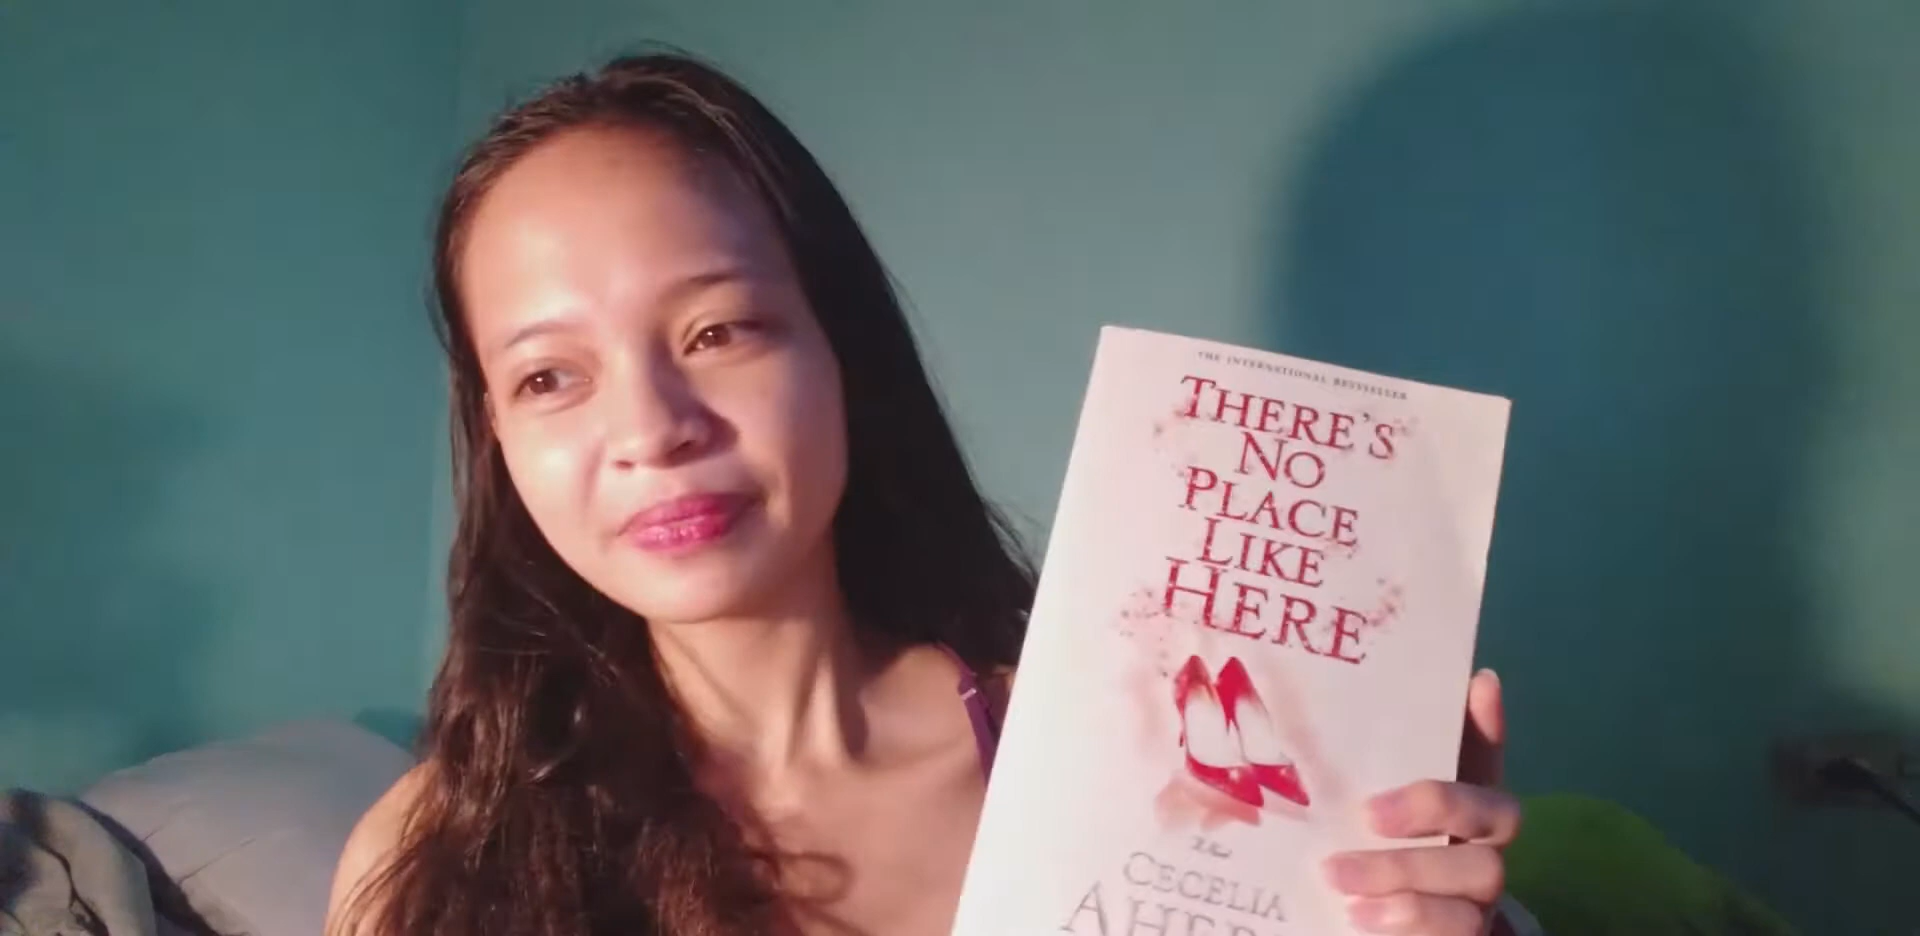 THE INTERNATIONAL BESTSELLER
THERE'S
NO
PLACE
LIKE
HERE
CECELIA